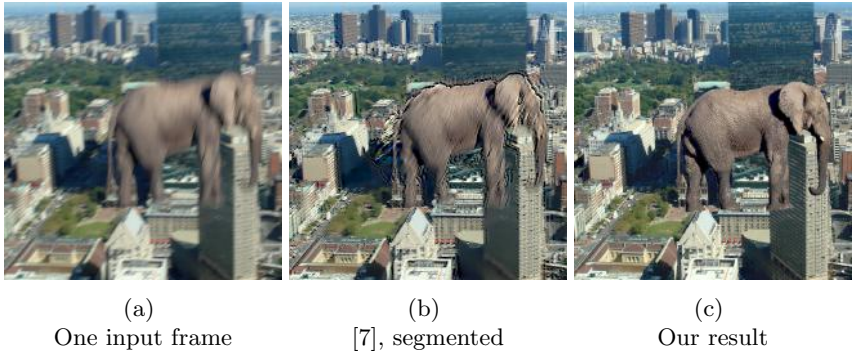 (a)
One input frame
(b)
[7], segmented
(c)
Our result